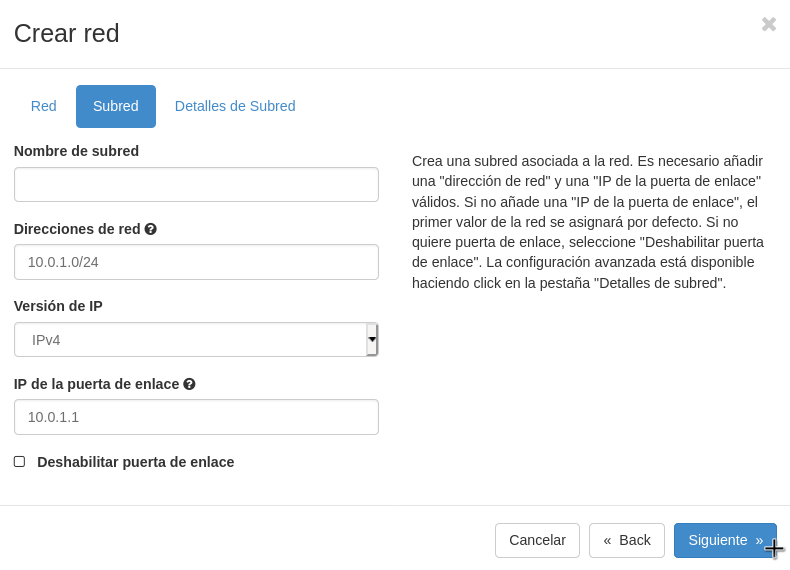 Crear red
Red
Subred
Detalles de Subred
Nombre de subred
Direcciones de red
10.0.1.0/24
Versión de IP
IPv4
IP de la puerta de enlace
10.0.1.1
Deshabilitar puerta de enlace
Crea una subred asociada a la red. Es necesario añadir
una "dirección de red" y una "IP de la puerta de enlace"
válidos. Si no añade una "IP de la puerta de enlace", el
primer valor de la red se asignará por defecto. Si no
quiere puerta de enlace, seleccione "Deshabilitar puerta
de enlace". La configuración avanzada está disponible
haciendo click en la pestaña "Detalles de subred".
Cancelar
« Back
Siguiente »